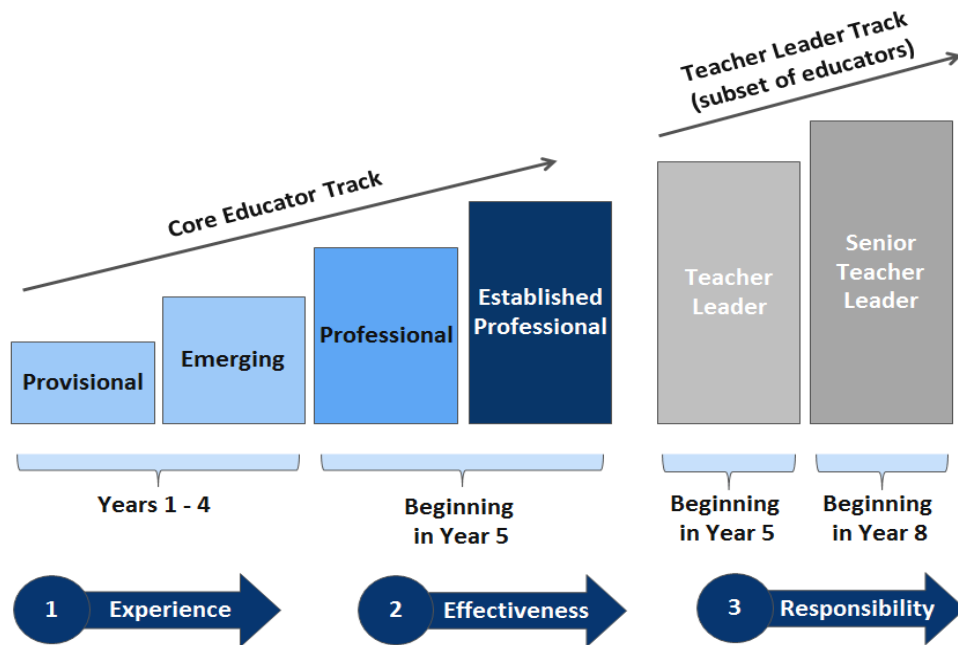 Teacher Leader Track
(subset of educators)
Core Educator Track
Provisional
Emerging
Professional
Established
Professional
Teacher
Leader
Senior
Teacher
Leader
Years 1 - 4
Beginning
in Year 5
Beginning
in Year 5
Beginning
in Year 8
1 Experience
2 Effectiveness
3 Responsibility